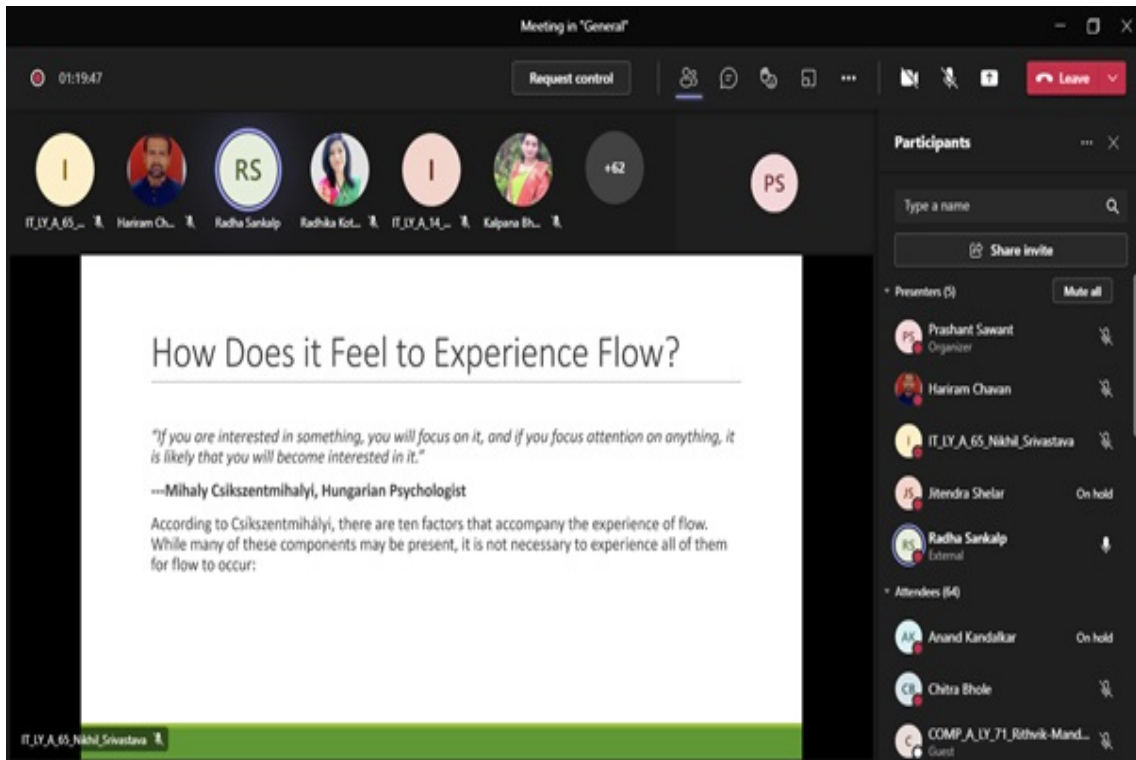 Meeting in "General"
01:19:47
Request control
Leave
I
RS
I
+62
PS
IT_LY_A_65_...
Hariram Ch...
Radha Sankalp
Radhika Kot...
IT_LY_A_14_...
Kalpana Bh...
How Does it Feel to Experience Flow?
"If you are interested in something, you will focus on it, and if you focus attention on anything, it
is likely that you will become interested in it."
---Mihaly Csikszentmihalyi, Hungarian Psychologist
According to Csíkszentmihályi, there are ten factors that accompany the experience of flow.
While many of these components may be present, it is not necessary to experience all of them
for flow to occur:
IT_LY_A_65_Nikhil_Srivastava
Participants
Type a name
Share invite
Presenters (5)
Mute all
PS
Prashant Sawant
Organizer
Hariram Chavan
I
IT_LY_A_65_Nikhil_Srivastava
JS
Jitendra Shelar
On hold
RS
Radha Sankalp
External
Attendees (64)
AK
Anand Kandalkar
On hold
CB
Chitra Bhole
C
COMP_A_LY_71_Rithvik-Mand...
Guest